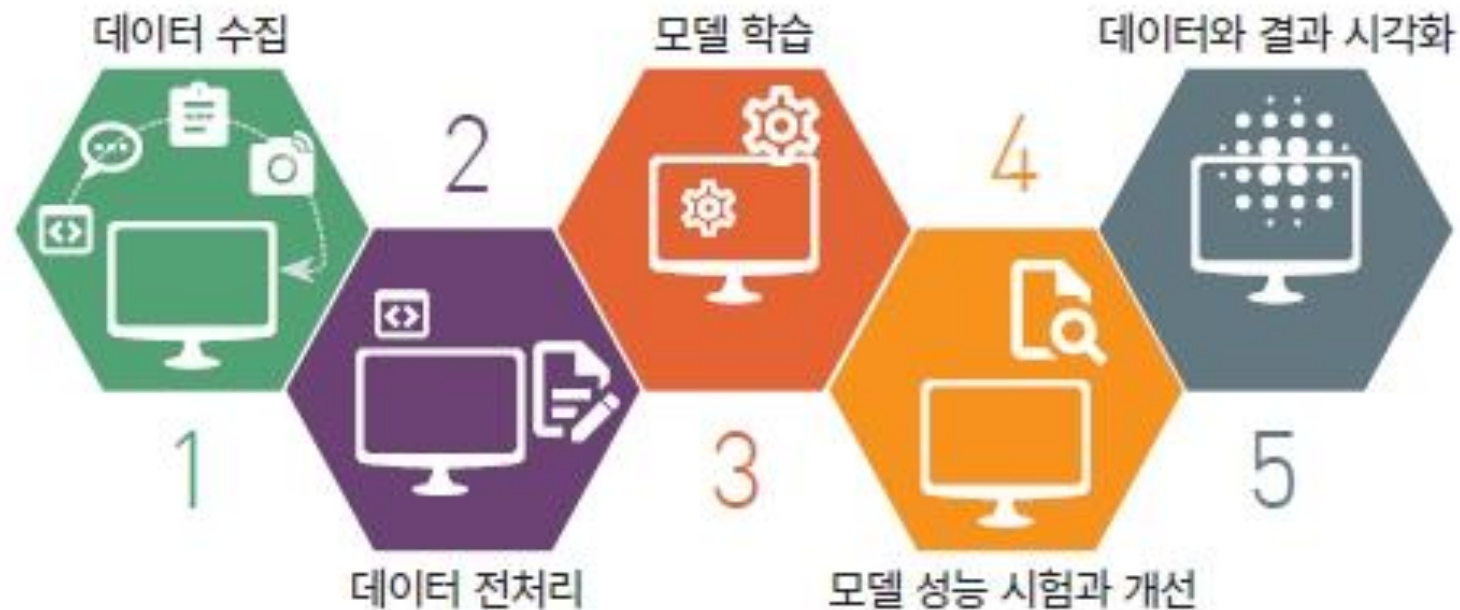 데이터 수집
모델 학습
데이터와 결과 시각화
2
4
1
3
5
데이터 전처리
모델 성능 시험과 개선